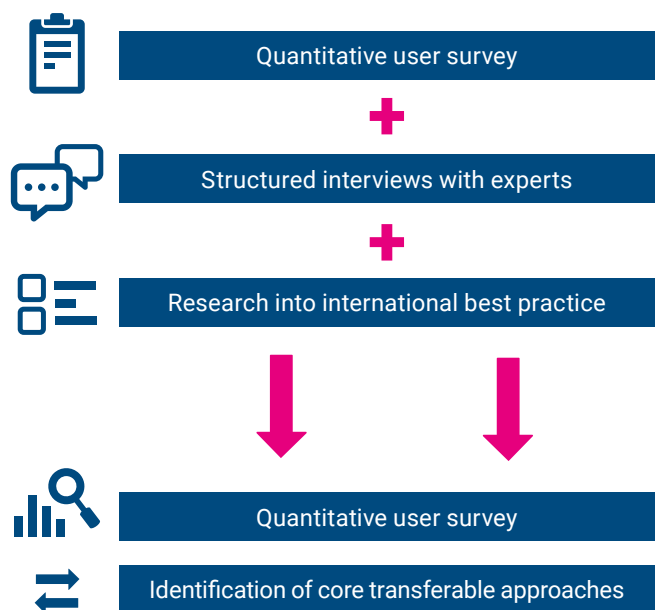 Quantitative user survey
Structured interviews with experts
Research into international best practice
Quantitative user survey
Identification of core transferable approaches